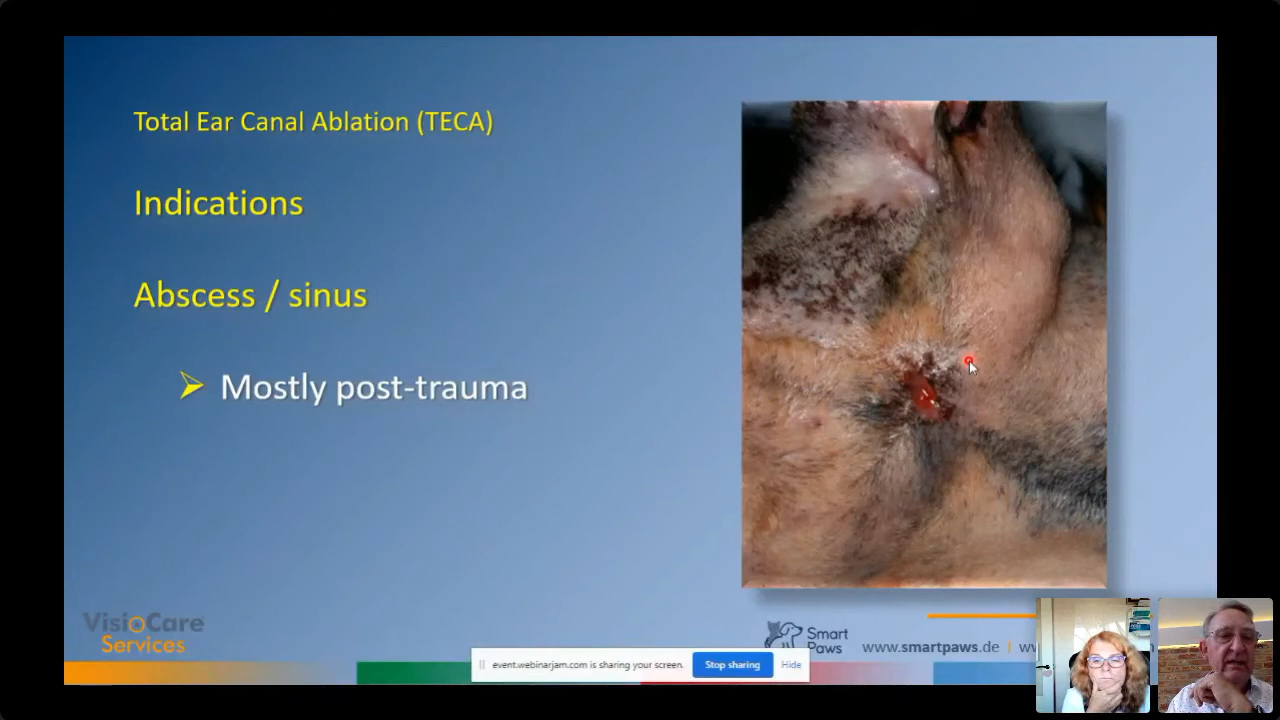 Total Ear Canal Ablation (TECA)
Indications
Abscess / sinus
Mostly post-trauma
VisioCare
Services
Smart
Paws
www.smartpaws.de |
event.webinarjam.com is sharing your screen.
Stop sharing
Hide